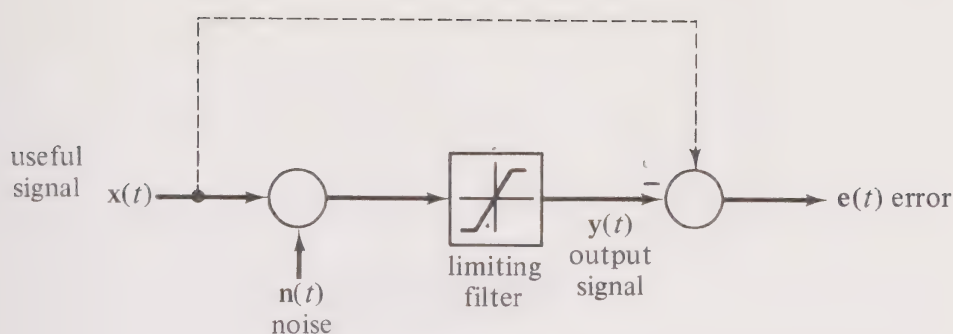 useful
signal
x(t)
n(t)
noise
limiting
filter
−
y(t)
output
signal
e(t) error